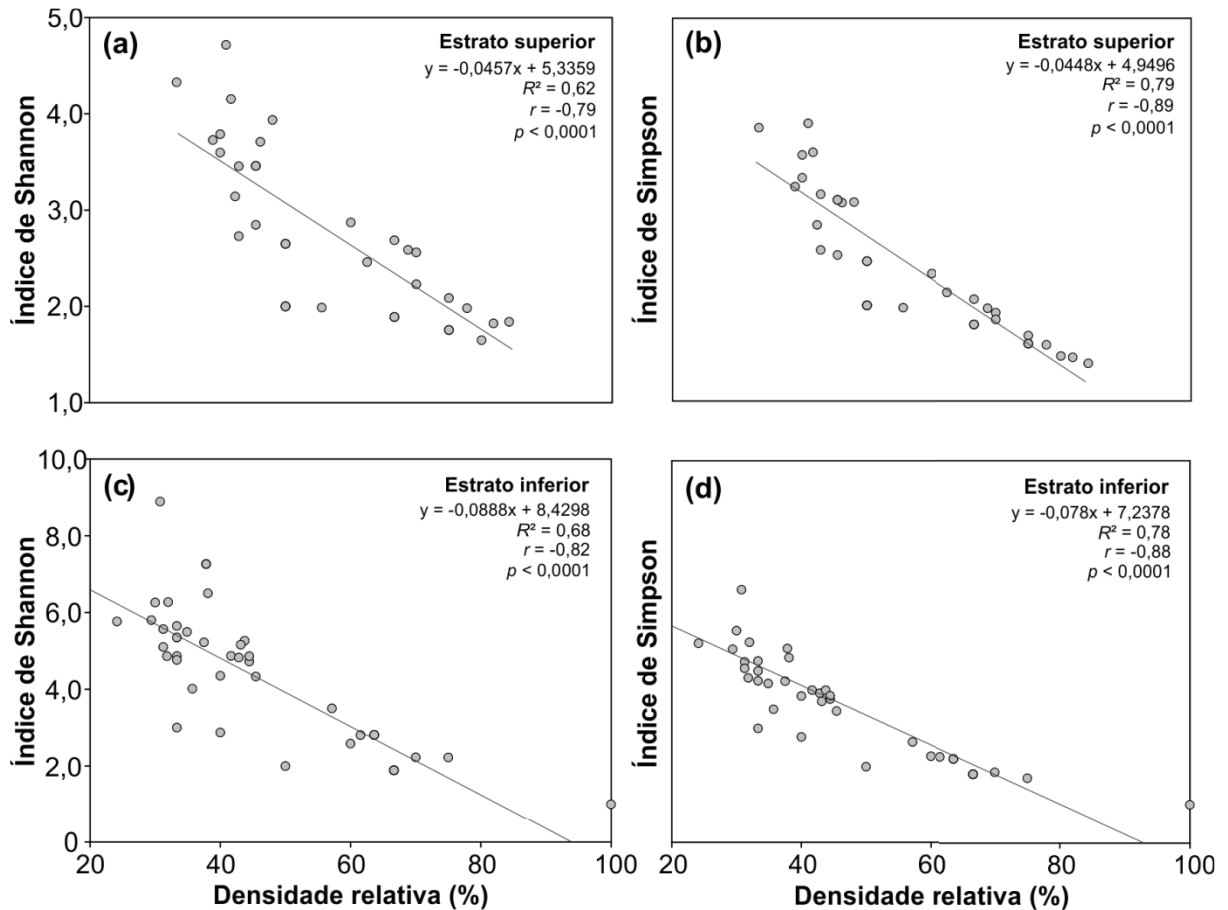 5,0
4,0
3,0
2,0
1,0
Índice de Shannon
(a)
Estrato superior
y = -0,0457x + 5,3359
R² = 0,62
r = -0,79
p < 0,0001
Índice de Simpson
(b)
Estrato superior
y = -0,0448x + 4,9496
R² = 0,79
r = -0,89
p < 0,0001
10,0
8,0
6,0
4,0
2,0
0
Índice de Shannon
(c)
Estrato inferior
y = -0,0888x + 8,4298
R² = 0,68
r = -0,82
p < 0,0001
20 40 60 80 100
Densidade relativa (%)
Índice de Simpson
(d)
Estrato inferior
y = -0,078x + 7,2378
R² = 0,78
r = -0,88
p < 0,0001
20 40 60 80 100
Densidade relativa (%)